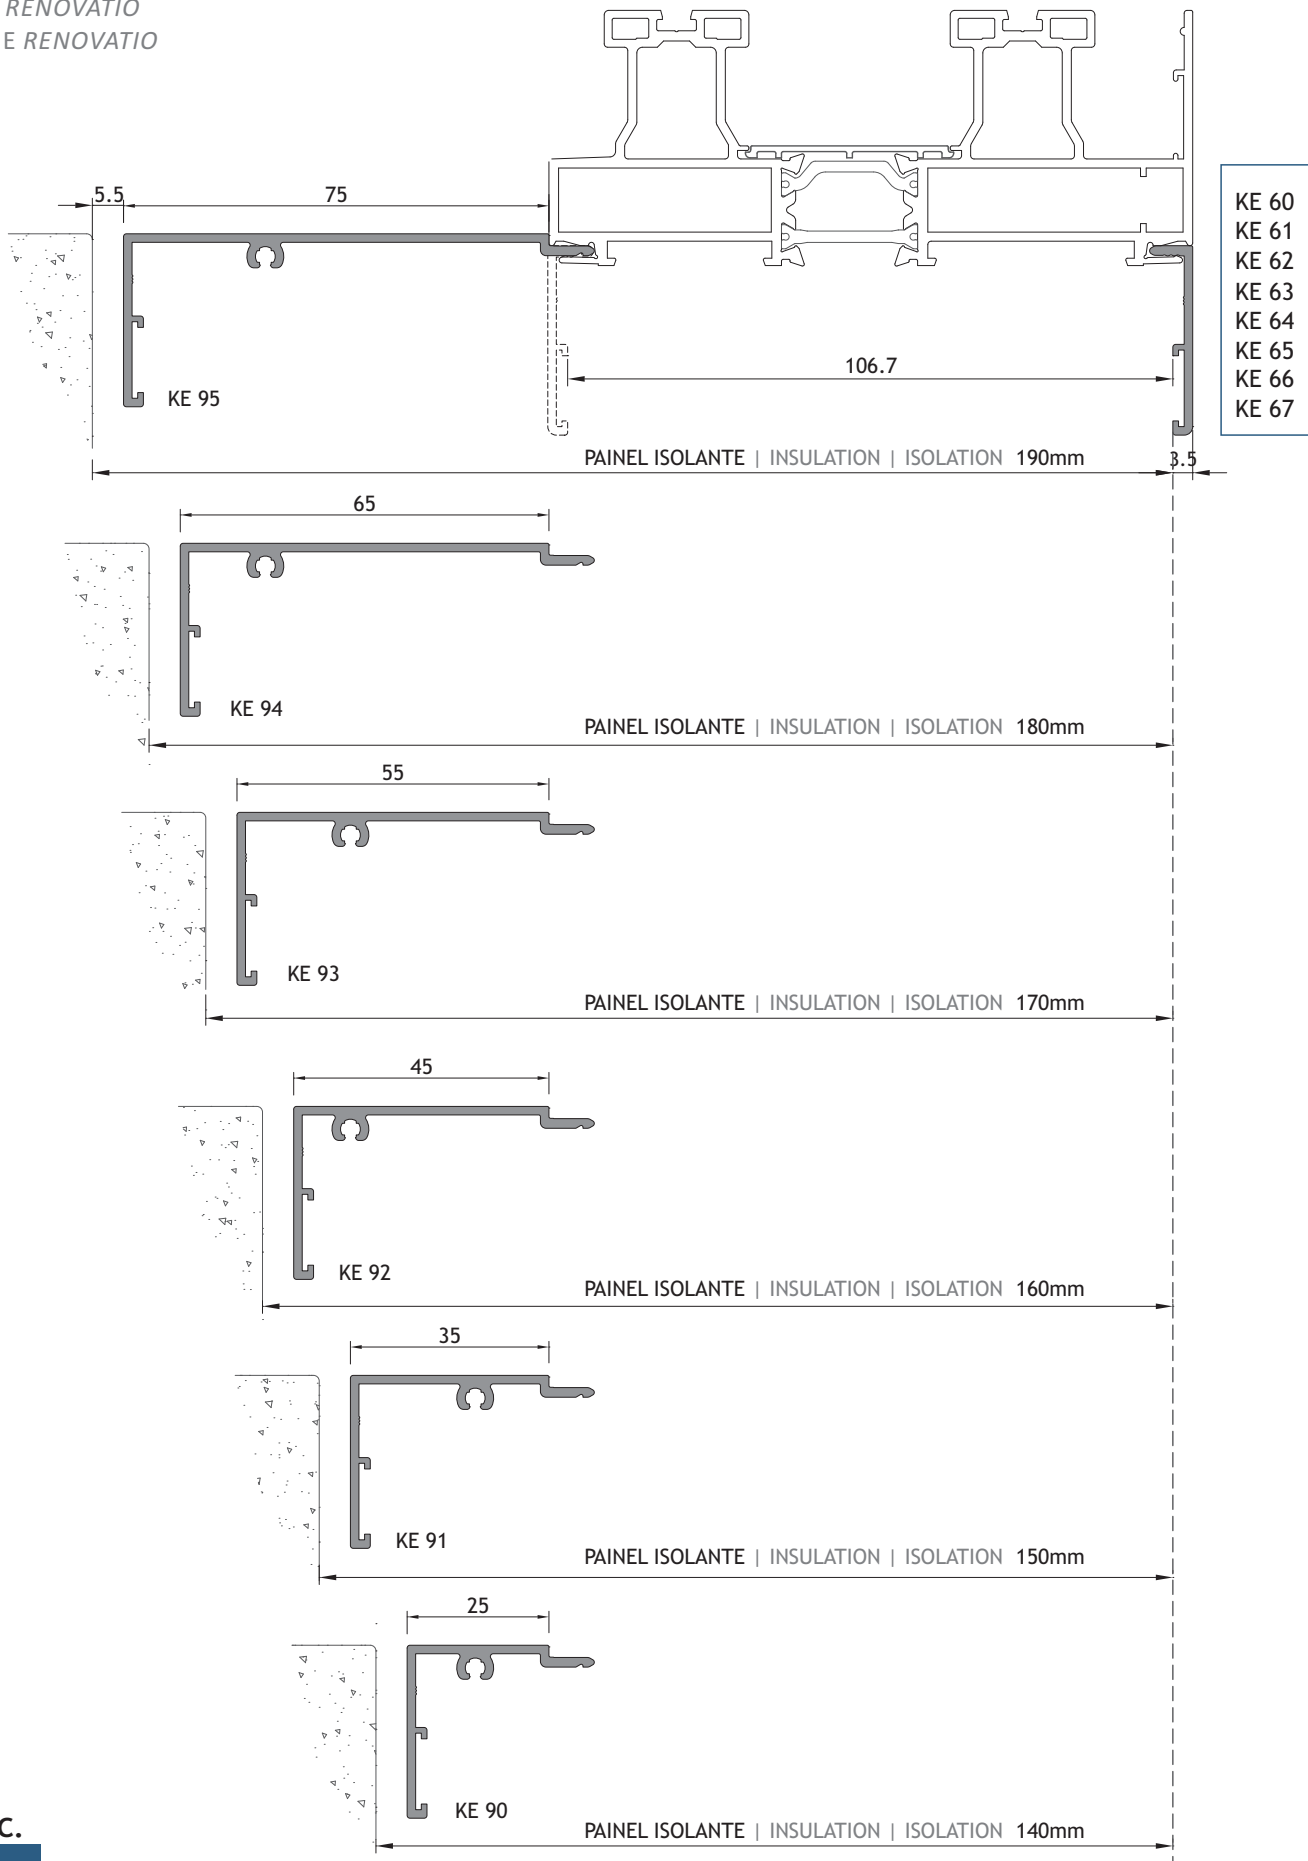 RENOVATIO
E RENOVATIO
5.5
75
KE 60
KE 61
KE 62
KE 63
KE 64
KE 65
KE 66
KE 67
106.7
KE 95
PAINEL ISOLANTE | INSULATION | ISOLATION 190mm
3.5
65
KE 94
PAINEL ISOLANTE | INSULATION | ISOLATION 180mm
55
KE 93
PAINEL ISOLANTE | INSULATION | ISOLATION 170mm
45
KE 92
PAINEL ISOLANTE | INSULATION | ISOLATION 160mm
35
KE 91
PAINEL ISOLANTE | INSULATION | ISOLATION 150mm
25
KE 90
PAINEL ISOLANTE | INSULATION | ISOLATION 140mm
C.